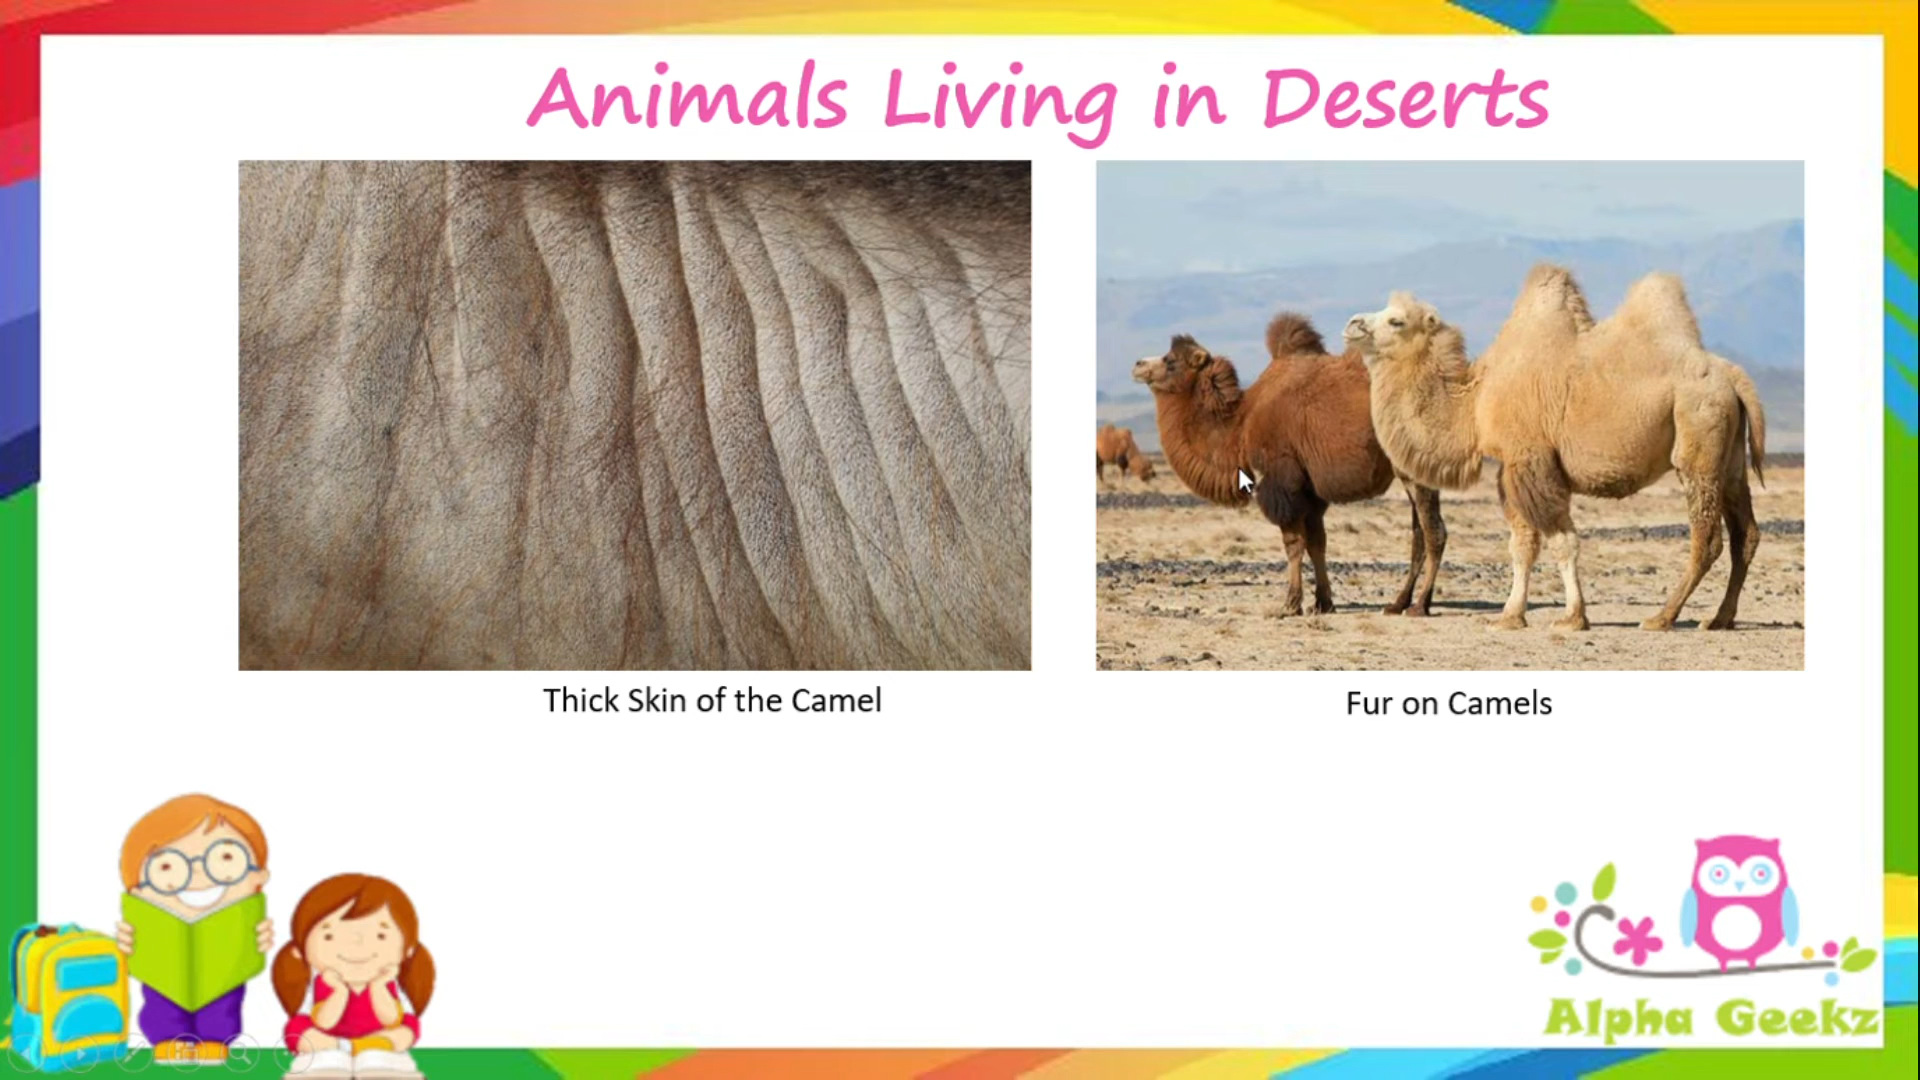 Animals Living in Deserts
Thick Skin of the Camel
Fur on Camels
Alpha Geekz